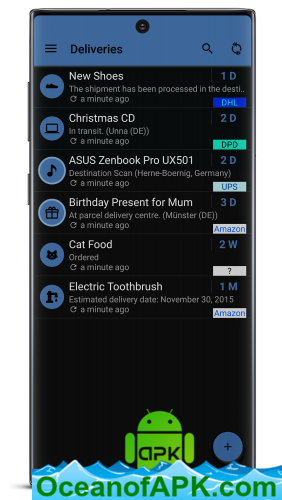 Deliveries
New Shoes 1 D
The shipment has been processed in the desti..
a minute ago DHL
Christmas CD 2 D
In transit. (Unna (DE))
a minute ago DPD
ASUS Zenbook Pro UX501 2 D
Destination Scan (Herne-Boernig, Germany)
a minute ago UPS
Birthday Present for Mum 3 D
At parcel delivery centre. (Münster (DE))
a minute ago Amazon
Cat Food 2 W
Ordered
a minute ago ?
Electric Toothbrush 1 M
Estimated delivery date: November 30, 2015
a minute ago Amazon
APK
OceanofAPK.com